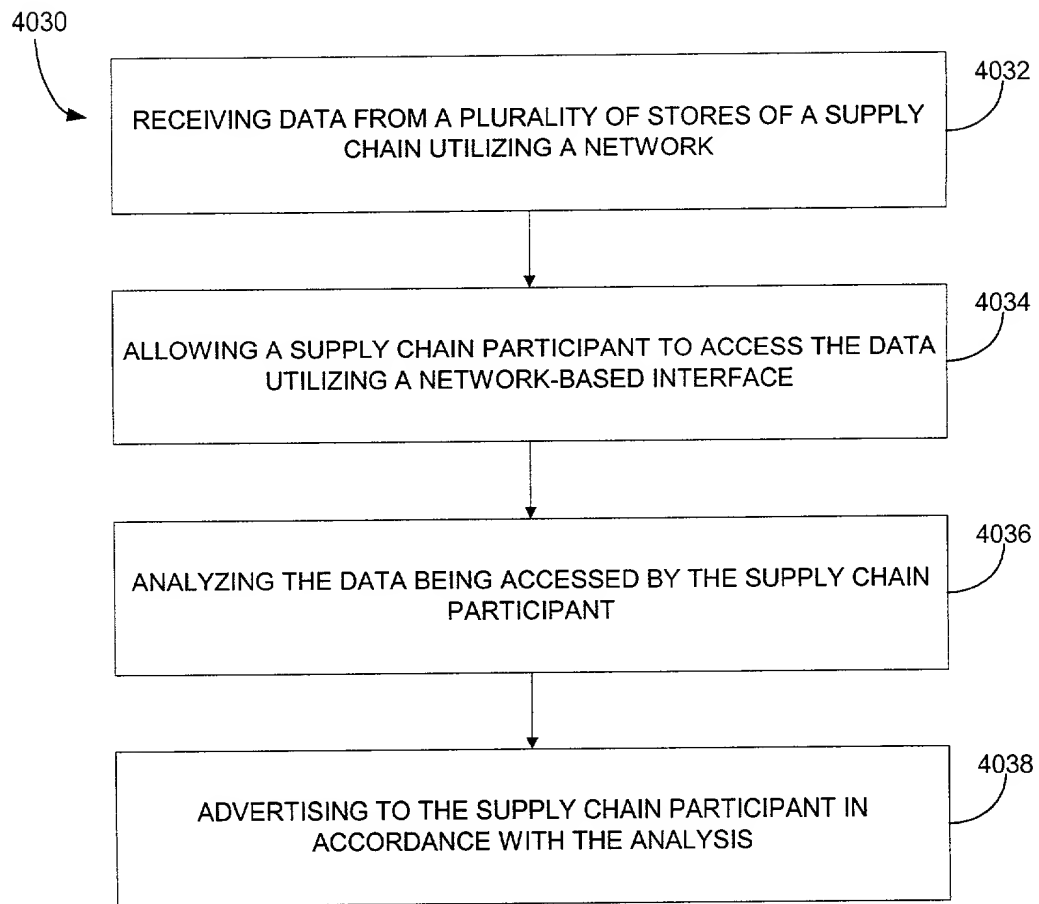 4030
4032
RECEIVING DATA FROM A PLURALITY OF STORES OF A SUPPLY
CHAIN UTILIZING A NETWORK
4034
ALLOWING A SUPPLY CHAIN PARTICIPANT TO ACCESS THE DATA
UTILIZING A NETWORK-BASED INTERFACE
4036
ANALYZING THE DATA BEING ACCESSED BY THE SUPPLY CHAIN
PARTICIPANT
4038
ADVERTISING TO THE SUPPLY CHAIN PARTICIPANT IN
ACCORDANCE WITH THE ANALYSIS